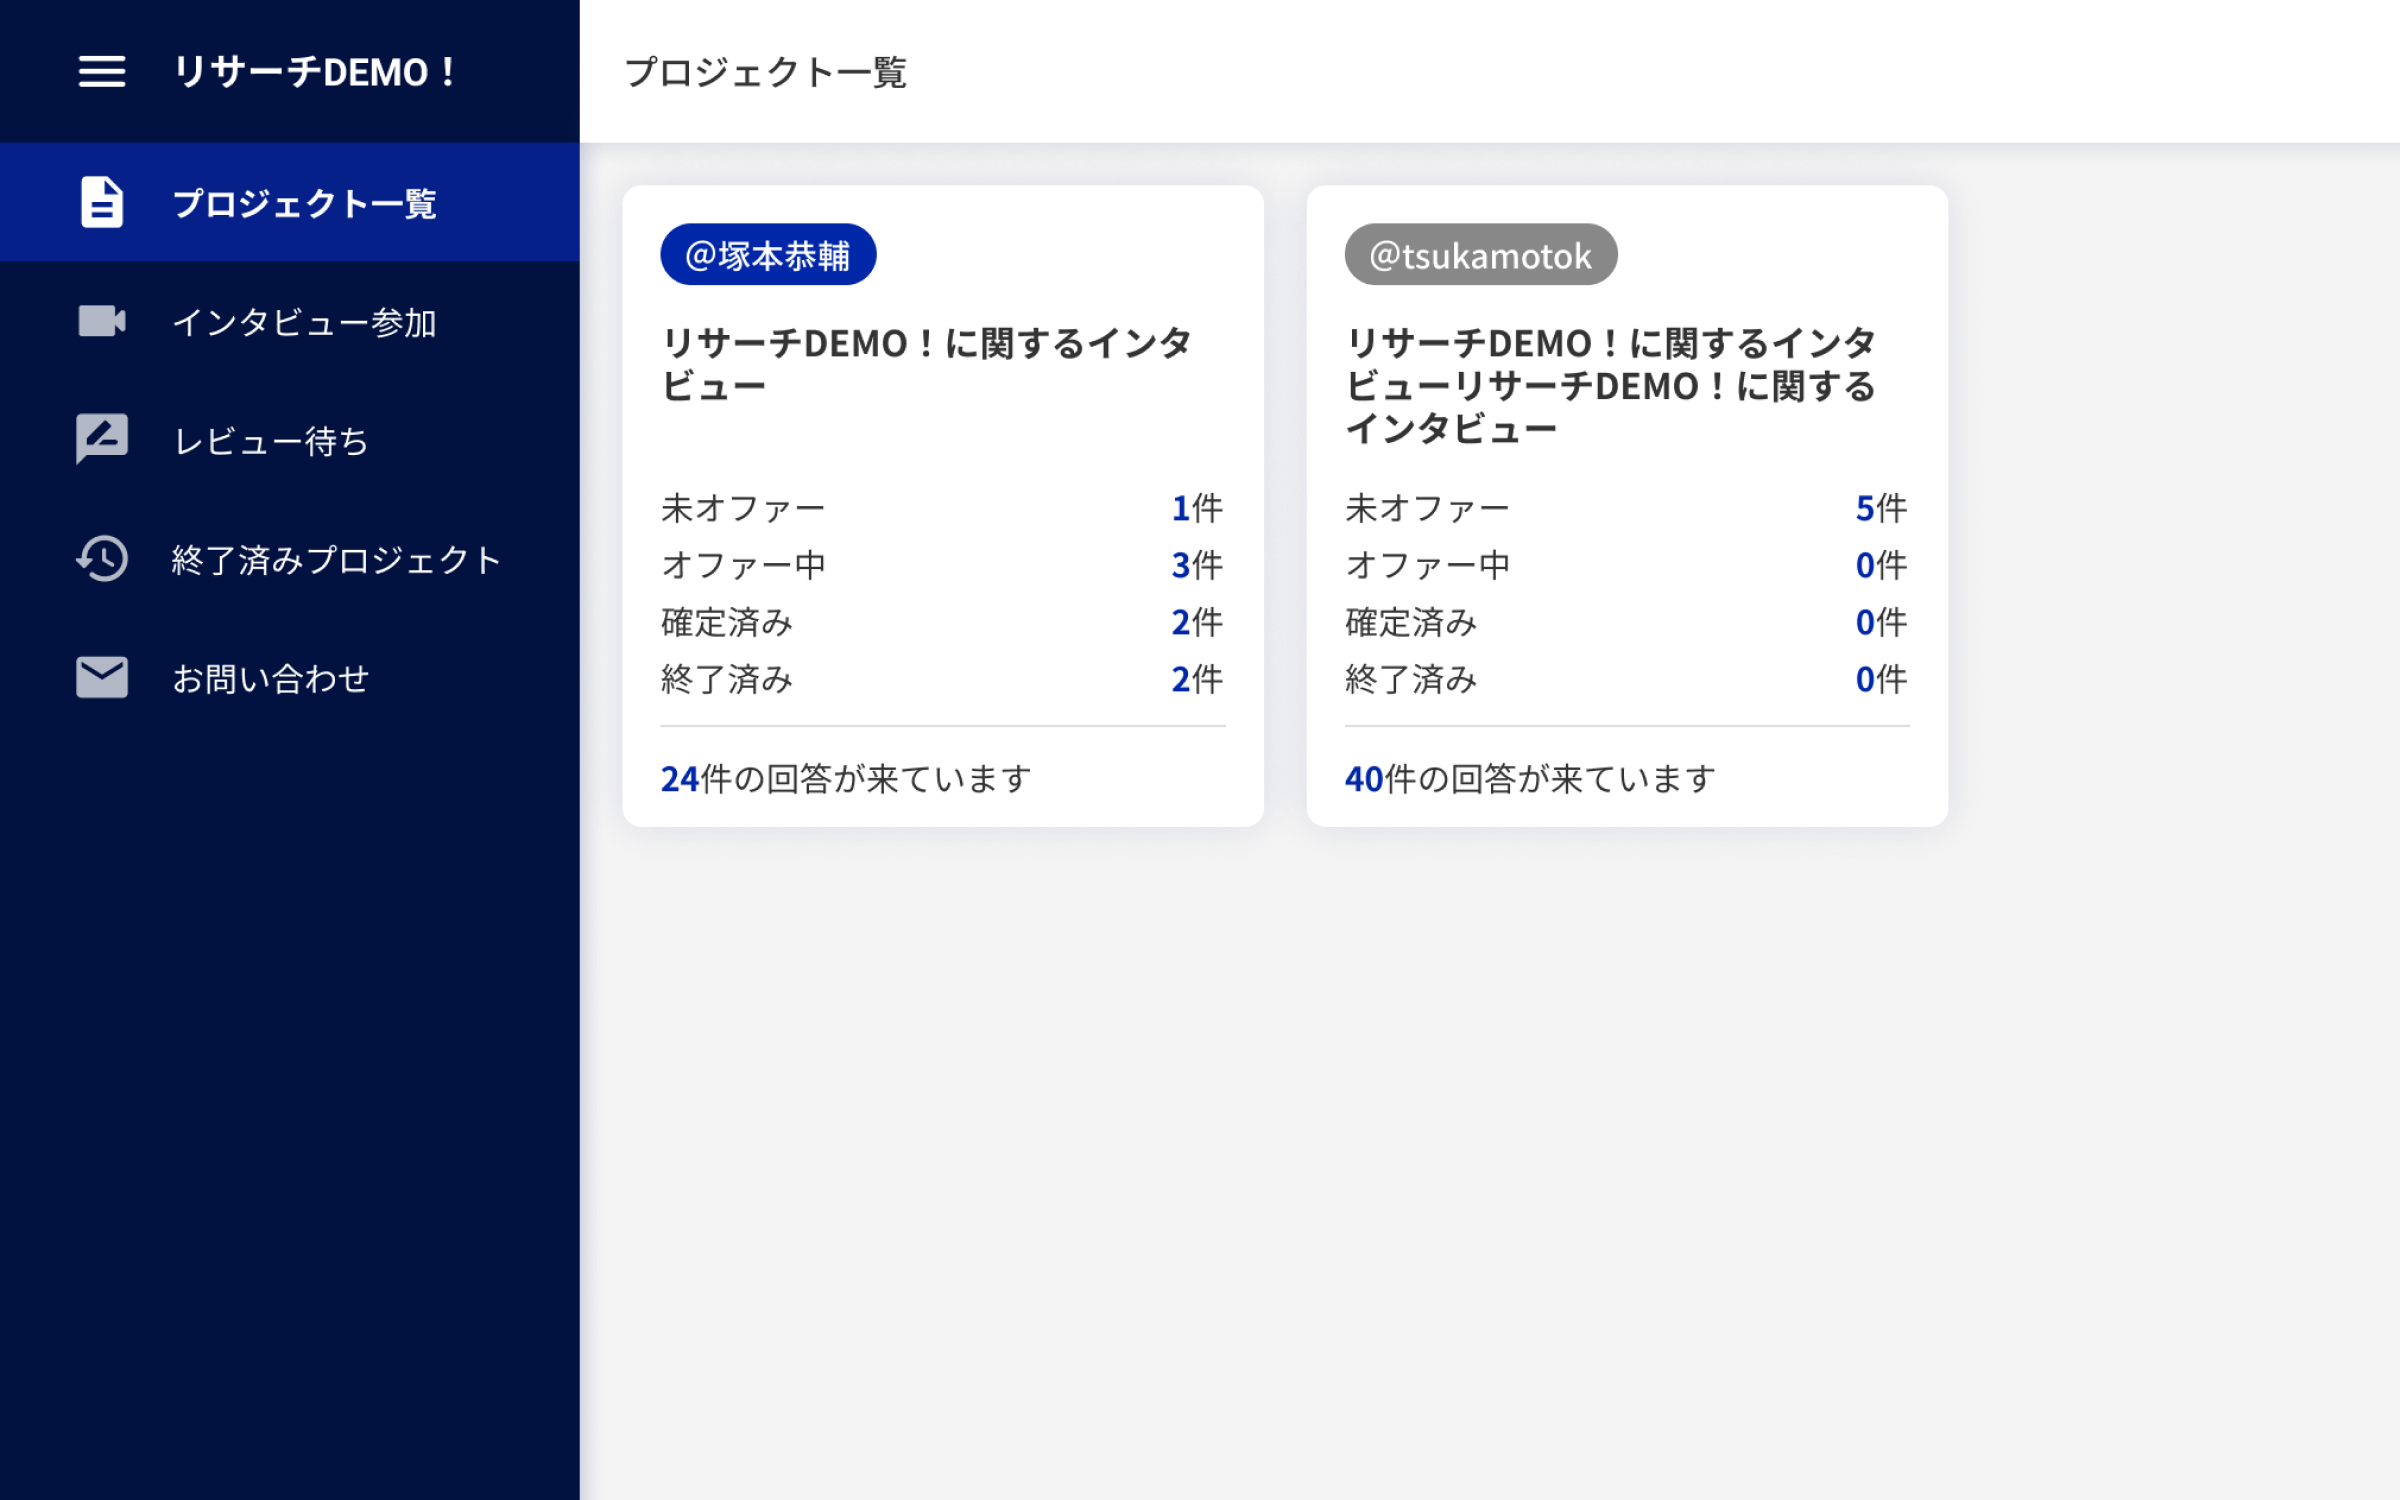 リサーチDEMO！
プロジェクト一覧
インタビュー参加
レビュー待ち
終了済みプロジェクト
お問い合わせ
プロジェクト一覧
@塚本恭輔
リサーチDEMO！に関するインタ
ビュー
未オファー 1件
オファー中 3件
確定済み 2件
終了済み 2件
24件の回答が来ています
@tsukamotok
リサーチDEMO！に関するインタ
ビューリサーチDEMO！に関する
インタビュー
未オファー 5件
オファー中 0件
確定済み 0件
終了済み 0件
40件の回答が来ています